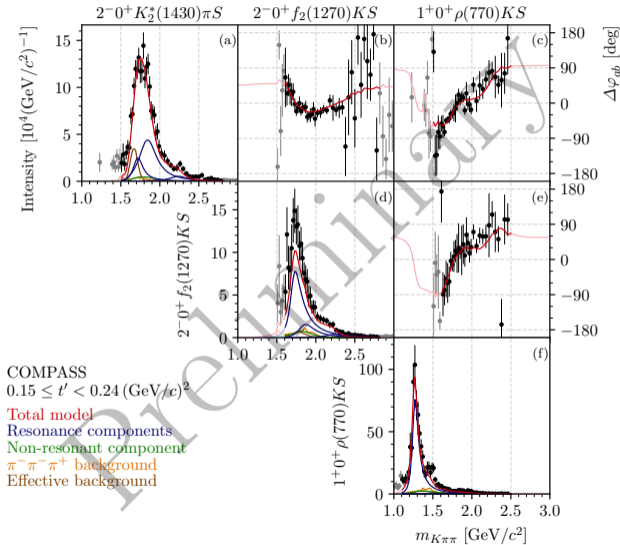 2⁻0⁺K₂*(1430)πS
2⁻0⁺f₂(1270)KS
1⁺0⁺ρ(770)KS
(a)
(b)
(c)
Intensity [10⁴(GeV/c²)⁻¹]
15
10
5
0
1.0 1.5 2.0 2.5
Δφ_ab [deg]
180
90
0
−90
−180
(d)
(e)
2⁻0⁺f₂(1270)KS
15
10
5
0
1.0 1.5 2.0 2.5
180
90
0
−90
−180
(f)
1⁺0⁺ρ(770)KS
100
75
50
25
0
1.0 1.5 2.0 2.5 3.0
m_Kππ [GeV/c²]
COMPASS
0.15 ≤ t′ < 0.24 (GeV/c)²
Total model
Resonance components
Non-resonant component
π⁻π⁻π⁺ background
Effective background
Preliminary